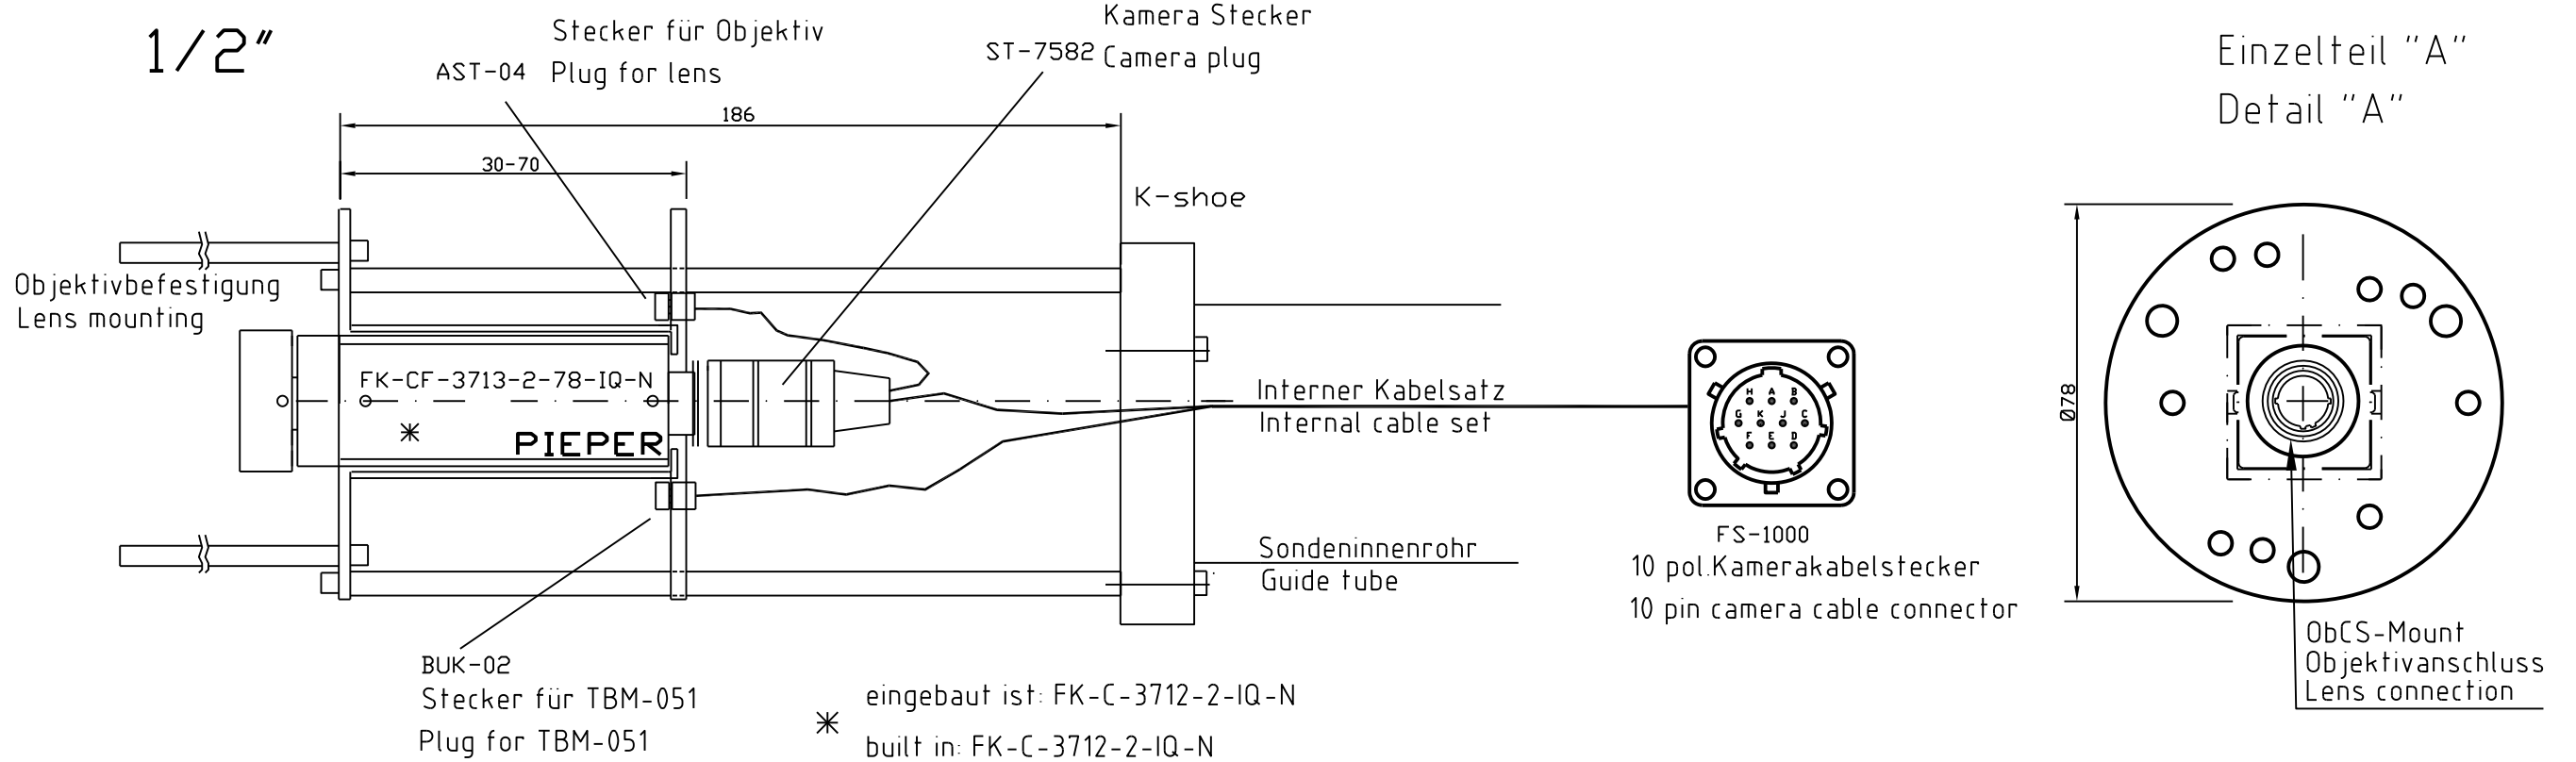 1/2"
Stecker für Objektiv
AST-04 Plug for lens
Kamera Stecker
ST-7582 Camera plug
Einzelteil "A"
Detail "A"
186
30-70
K-shoe
Objektivbefestigung
Lens mounting
FK-CF-3713-2-78-IQ-N
PIEPER
Interner Kabelsatz
Internal cable set
H A B
G K J C
F E D
Ø78
FS-1000
10 pol.Kamerakabelstecker
10 pin camera cable connector
Sondeninnenrohr
Guide tube
ObCS-Mount
Objektivanschluss
Lens connection
BUK-02
Stecker für TBM-051
Plug for TBM-051
eingebaut ist: FK-C-3712-2-IQ-N
built in: FK-C-3712-2-IQ-N